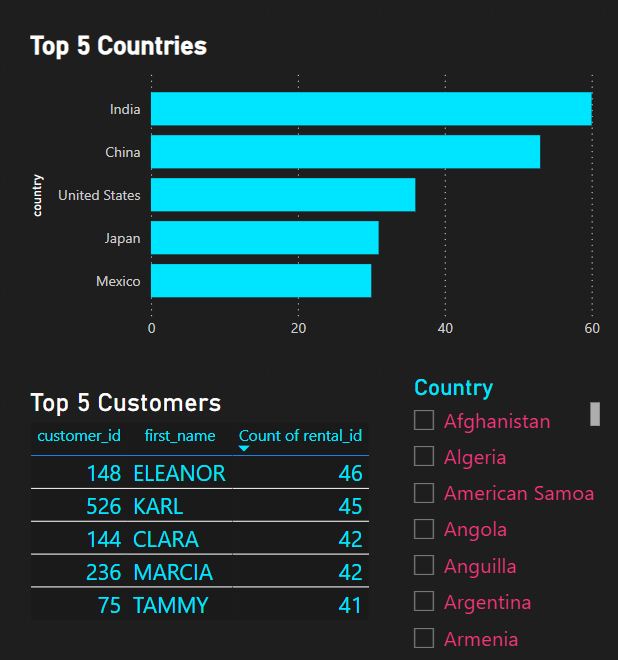 Top 5 Countries
country
India
China
United States
Japan
Mexico
0 20 40 60
Top 5 Customers
customer_id first_name Count of rental_id
148 ELEANOR 46
526 KARL 45
144 CLARA 42
236 MARCIA 42
75 TAMMY 41
Country
Afghanistan
Algeria
American Samoa
Angola
Anguilla
Argentina
Armenia